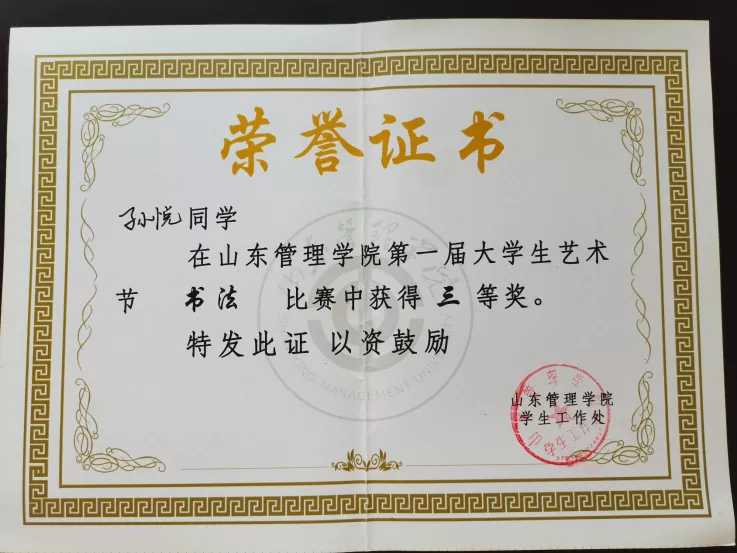 荣誉证书
孙悦同学
在山东管理学院第一届大学生艺术
节 书法 比赛中获得 三 等奖。
特发此证 以资鼓励
山东管理学院
学生工作处